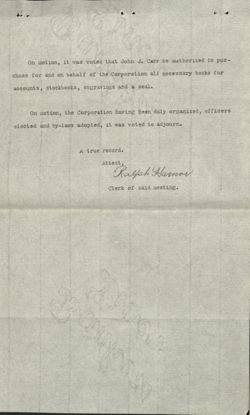 On motion, it was voted that John J. Carr be authorized to pur-
chase for and on behalf of the Corporation all necessary books for
accounts, stockbooks, engravings and a seal.
On motion, the Corporation having been duly organized, officers
elected and by-laws adopted, it was voted to adjourn.
A true record.
Attest,
Ralph
Clerk of said meeting.